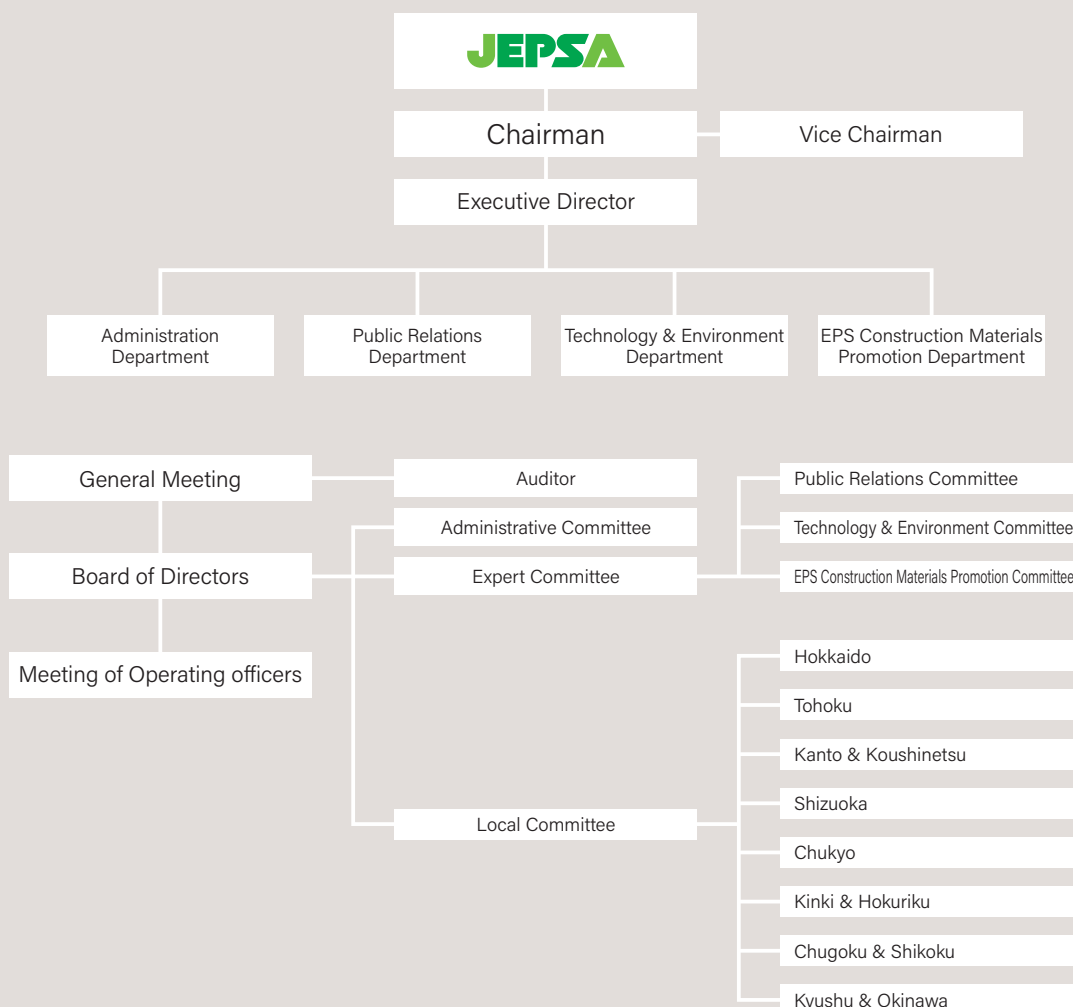 JEPSA
Chairman
Vice Chairman
Executive Director
Administration
Department
Public Relations
Department
Technology & Environment
Department
EPS Construction Materials
Promotion Department
General Meeting
Auditor
Public Relations Committee
Administrative Committee
Technology & Environment Committee
Board of Directors
Expert Committee
EPS Construction Materials Promotion Committee
Meeting of Operating officers
Hokkaido
Tohoku
Kanto & Koushinetsu
Shizuoka
Local Committee
Chukyo
Kinki & Hokuriku
Chugoku & Shikoku
Kyushu & Okinawa